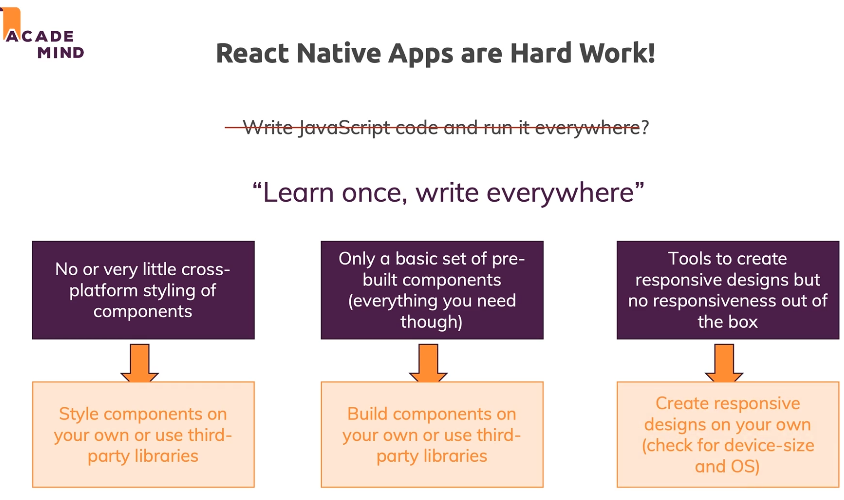 ACADE
MIND
React Native Apps are Hard Work!
Write JavaScript code and run it everywhere?
“Learn once, write everywhere”
No or very little cross-
platform styling of
components
Only a basic set of pre-
built components
(everything you need
though)
Tools to create
responsive designs but
no responsiveness out of
the box
Style components on
your own or use third-
party libraries
Build components on
your own or use third-
party libraries
Create responsive
designs on your own
(check for device-size
and OS)